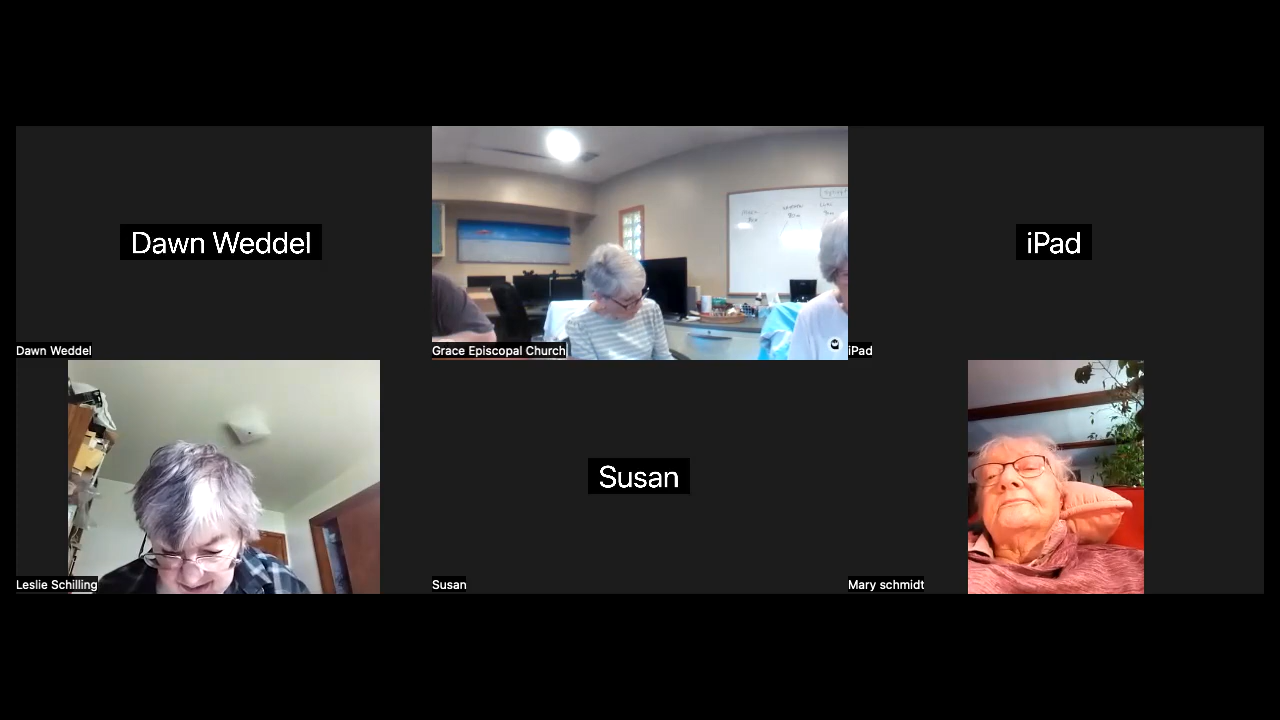 Dawn Weddel
iPad
Dawn Weddel
Grace Episcopal Church
iPad
Susan
Leslie Schilling
Susan
Mary schmidt